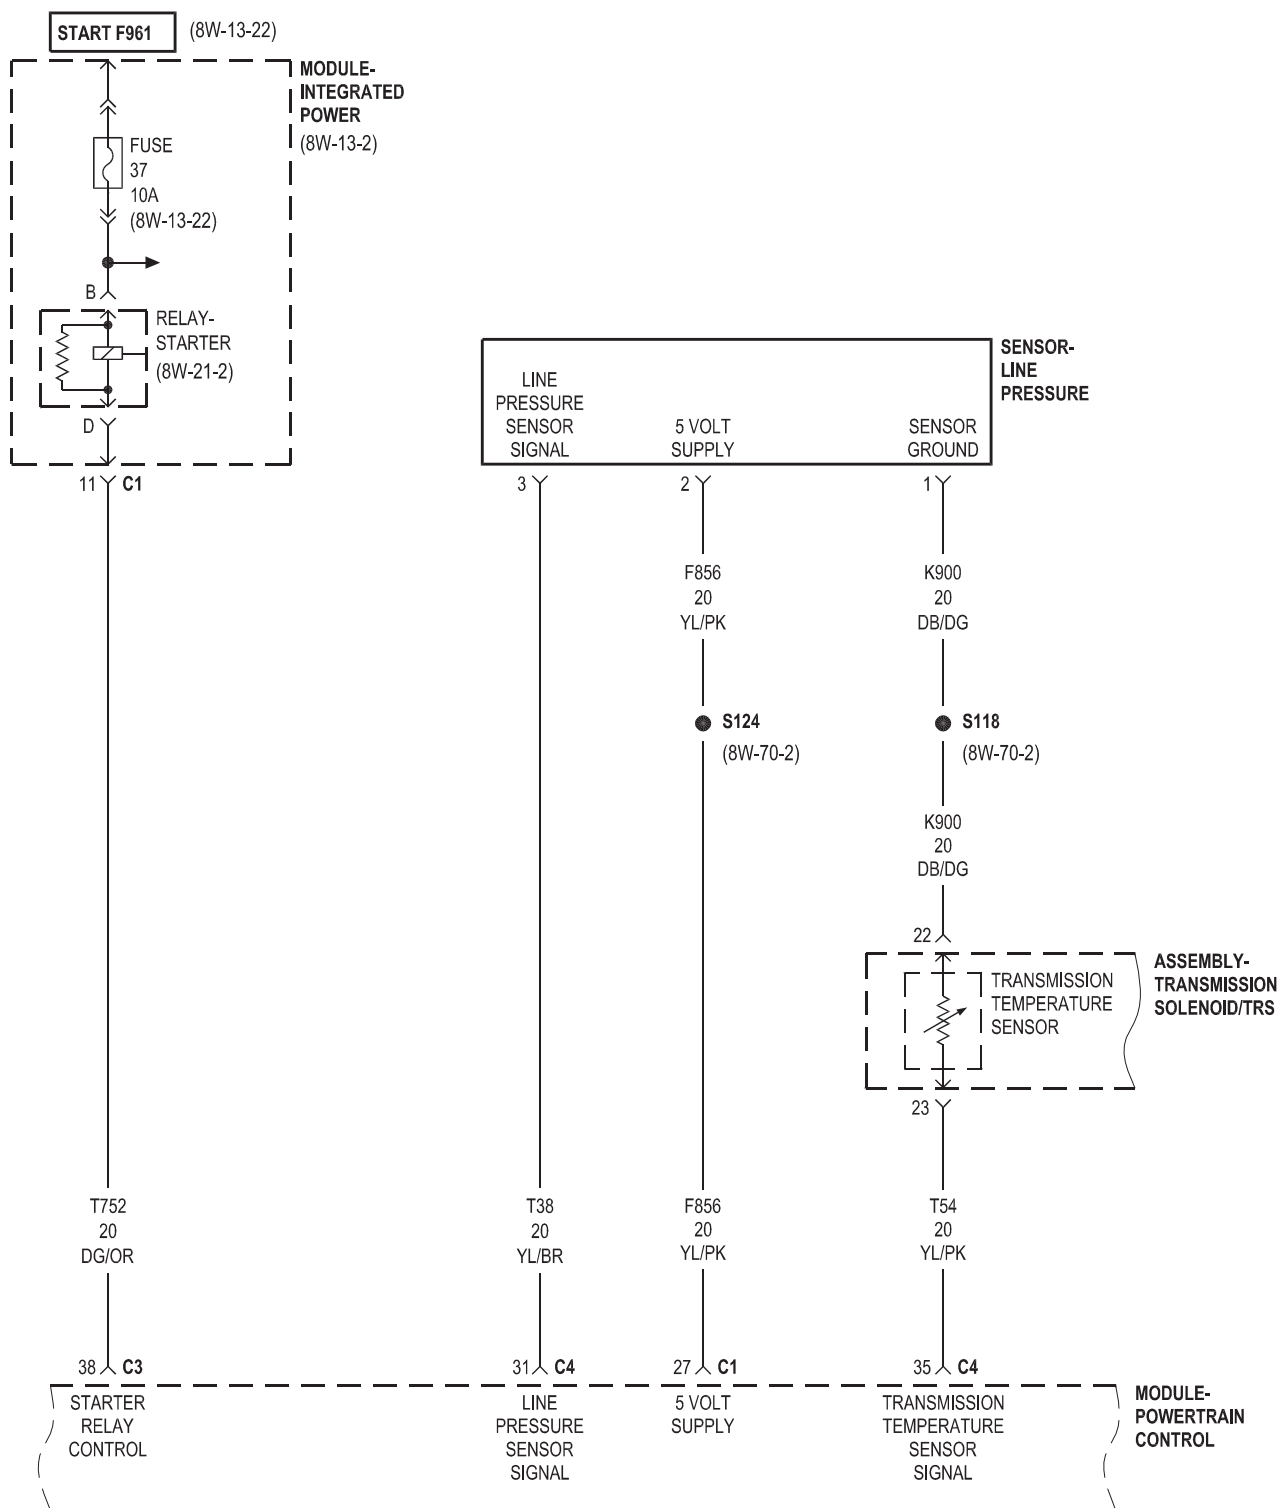 START F961
(8W-13-22)
MODULE-
INTEGRATED
POWER
(8W-13-2)
FUSE
37
10A
(8W-13-22)
B
RELAY-
STARTER
(8W-21-2)
D
11 C1
SENSOR-
LINE
PRESSURE
LINE
PRESSURE
SENSOR
SIGNAL
5 VOLT
SUPPLY
SENSOR
GROUND
3
2
1
F856
20
YL/PK
K900
20
DB/DG
S124
(8W-70-2)
S118
(8W-70-2)
K900
20
DB/DG
22
ASSEMBLY-
TRANSMISSION
SOLENOID/TRS
TRANSMISSION
TEMPERATURE
SENSOR
23
T752
20
DG/OR
T38
20
YL/BR
F856
20
YL/PK
T54
20
YL/PK
38 C3
31 C4
27 C1
35 C4
STARTER
RELAY
CONTROL
LINE
PRESSURE
SENSOR
SIGNAL
5 VOLT
SUPPLY
TRANSMISSION
TEMPERATURE
SENSOR
SIGNAL
MODULE-
POWERTRAIN
CONTROL